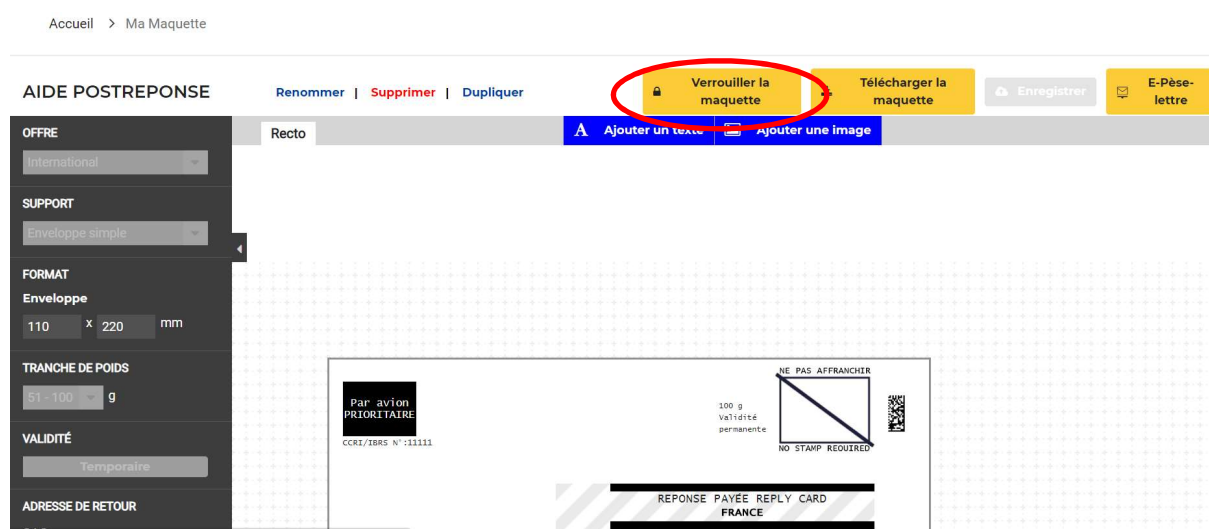 Accueil > Ma Maquette
AIDE POSTREPONSE
Renommer | Supprimer | Dupliquer
Verrouiller la
maquette
Télécharger la
maquette
Enregistrer
E-Pèse-
lettre
OFFRE
International
Recto
A Ajouter un texte
Ajouter une image
SUPPORT
Enveloppe simple
FORMAT
Enveloppe
110 x 220 mm
TRANCHE DE POIDS
51 - 100 g
VALIDITÉ
Temporaire
ADRESSE DE RETOUR
Par avion
PRIORITAIRE
CCRI/IBRS N°:11111
100 g
Validité
permanente
NE PAS AFFRANCHIR
NO STAMP REQUIRED
REPONSE PAYÉE REPLY CARD
FRANCE